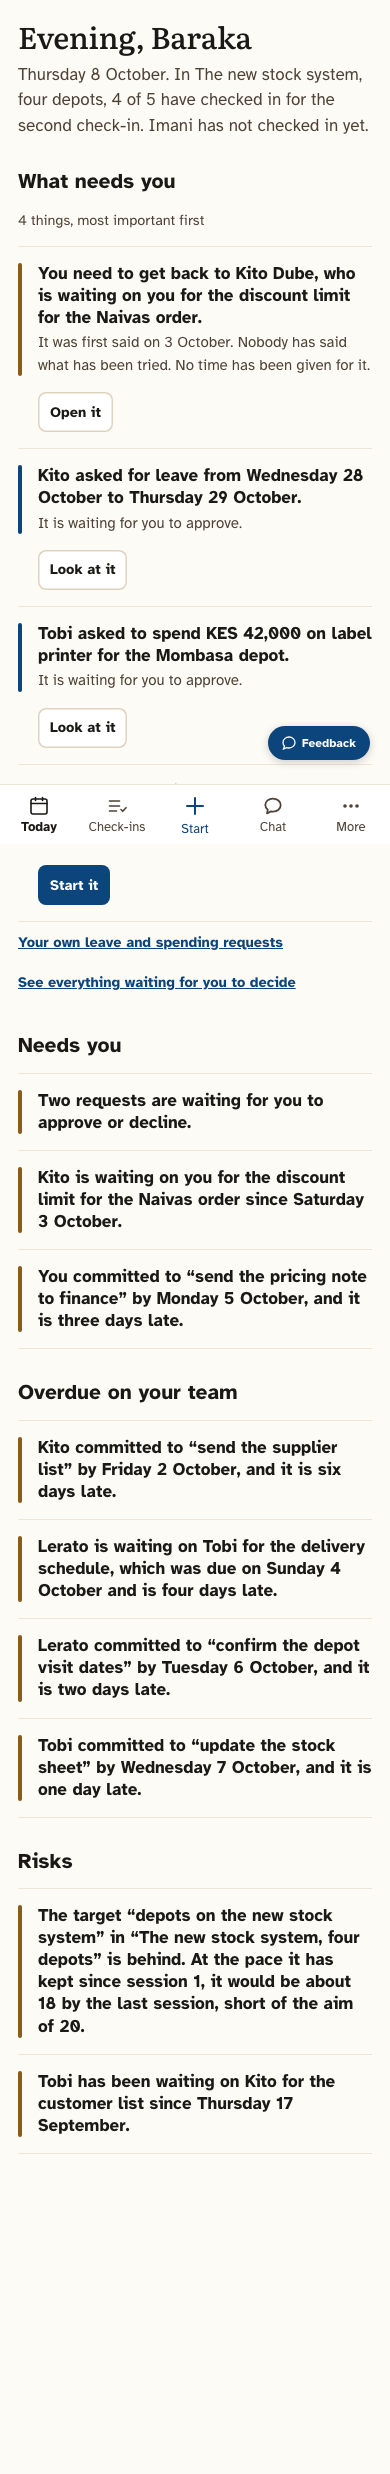 Evening, Baraka
Thursday 8 October. In The new stock system,
four depots, 4 of 5 have checked in for the
second check-in. Imani has not checked in yet.
What needs you
4 things, most important first
You need to get back to Kito Dube, who
is waiting on you for the discount limit
for the Naivas order.
It was first said on 3 October. Nobody has said
what has been tried. No time has been given for it.
Open it
Kito asked for leave from Wednesday 28
October to Thursday 29 October.
It is waiting for you to approve.
Look at it
Tobi asked to spend KES 42,000 on label
printer for the Mombasa depot.
It is waiting for you to approve.
Look at it
Feedback
Today
Check-ins
Start
Chat
More
Start it
Your own leave and spending requests
See everything waiting for you to decide
Needs you
Two requests are waiting for you to
approve or decline.
Kito is waiting on you for the discount
limit for the Naivas order since Saturday
3 October.
You committed to “send the pricing note
to finance” by Monday 5 October, and it
is three days late.
Overdue on your team
Kito committed to “send the supplier
list” by Friday 2 October, and it is six
days late.
Lerato is waiting on Tobi for the delivery
schedule, which was due on Sunday 4
October and is four days late.
Lerato committed to “confirm the depot
visit dates” by Tuesday 6 October, and it
is two days late.
Tobi committed to “update the stock
sheet” by Wednesday 7 October, and it is
one day late.
Risks
The target “depots on the new stock
system” in “The new stock system, four
depots” is behind. At the pace it has
kept since session 1, it would be about
18 by the last session, short of the aim
of 20.
Tobi has been waiting on Kito for the
customer list since Thursday 17
September.